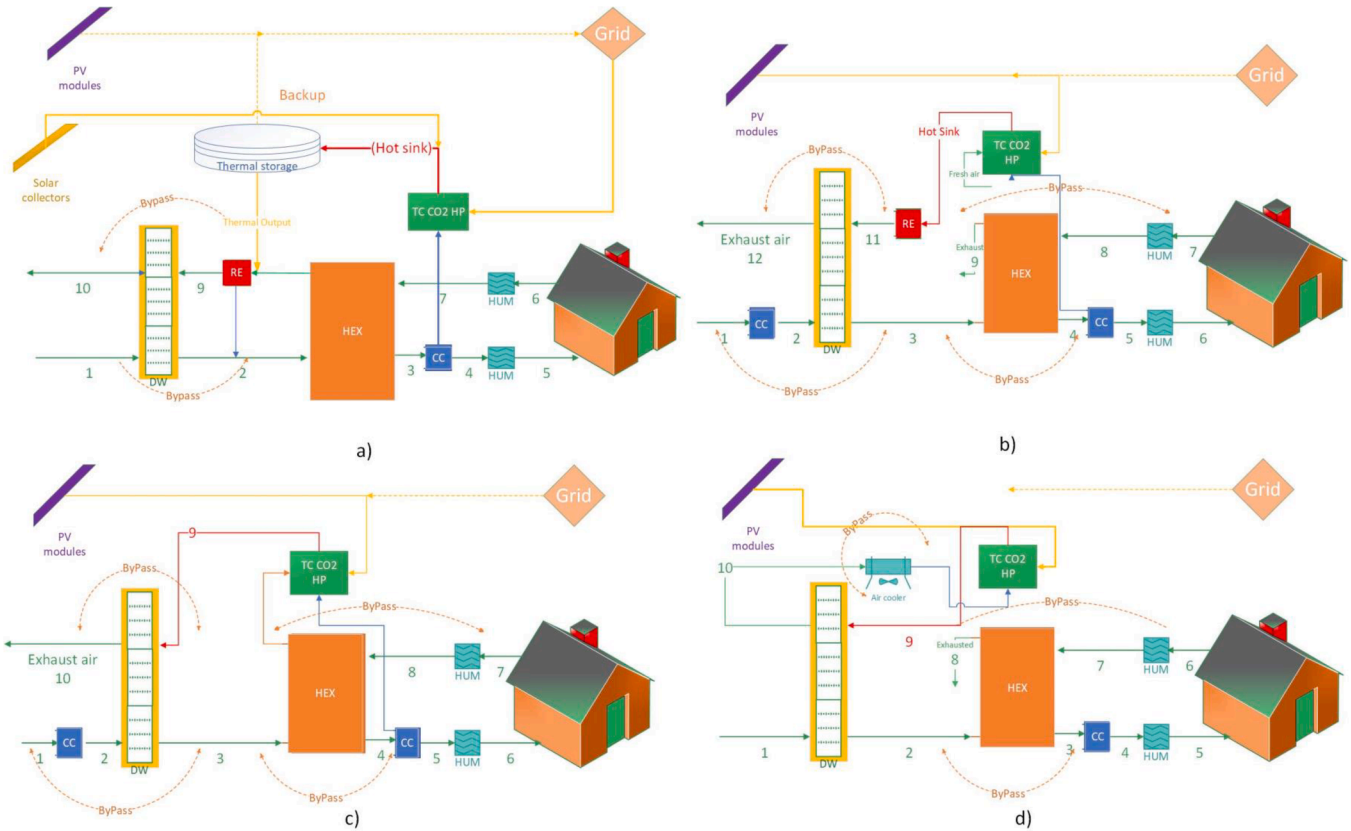 Grid
PV
modules
Backup
(Hot sink)
Thermal storage
Solar
collectors
TC CO2 HP
Bypass
Thermal Output
10
9
RE
7
HUM
6
HEX
1
DW
2
Bypass
3
CC
4
HUM
5
a)
Grid
PV
modules
Hot Sink
TC CO2
HP
Fresh air
ByPass
ByPass
Exhaust air
12
11
RE
Exhaust
9
8
HUM
7
HEX
1
CC
2
DW
3
4
CC
5
HUM
6
ByPass
ByPass
b)
Grid
PV
modules
9
TC CO2
HP
ByPass
ByPass
Exhaust air
10
8
HUM
7
HEX
1
CC
2
DW
3
4
CC
5
HUM
6
ByPass
ByPass
c)
Grid
PV
modules
ByPass
TC CO2
HP
10
Air cooler
ByPass
9
Exhausted
8
7
HUM
6
HEX
1
DW
2
3
CC
4
HUM
5
ByPass
d)